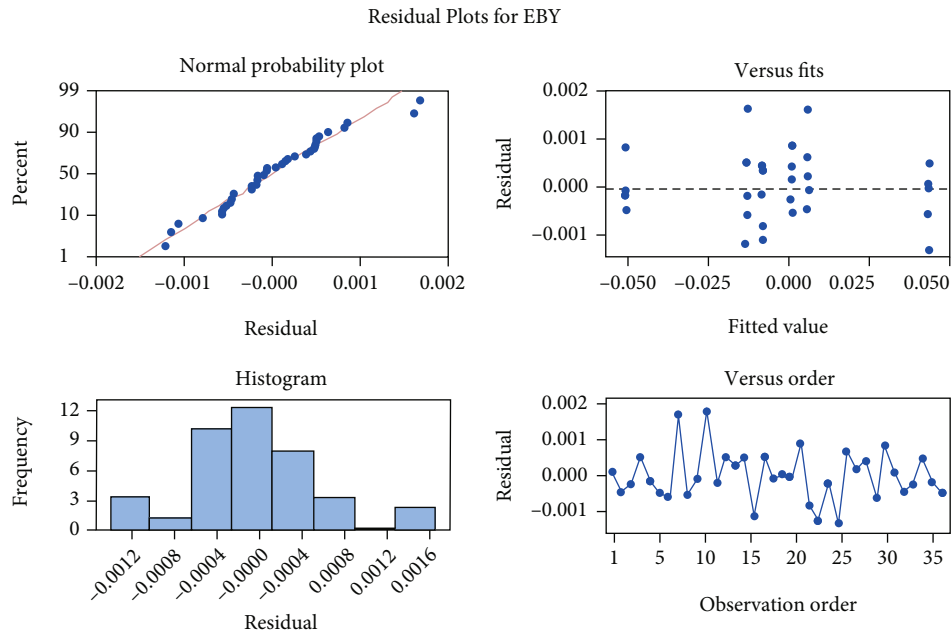 Residual Plots for EBY
Normal probability plot
99
90
50
10
1
Percent
−0.002 −0.001 −0.000 0.001 0.002
Residual
Versus fits
0.002
0.001
0.000
−0.001
Residual
−0.050 −0.025 0.000 0.025 0.050
Fitted value
Histogram
12
9
6
3
0
Frequency
−0.0012 −0.0008 −0.0004 −0.0000 −0.0004 0.0008 0.0012 0.0016
Residual
Versus order
0.002
0.001
0.000
−0.001
Residual
1 5 10 15 20 25 30 35
Observation order